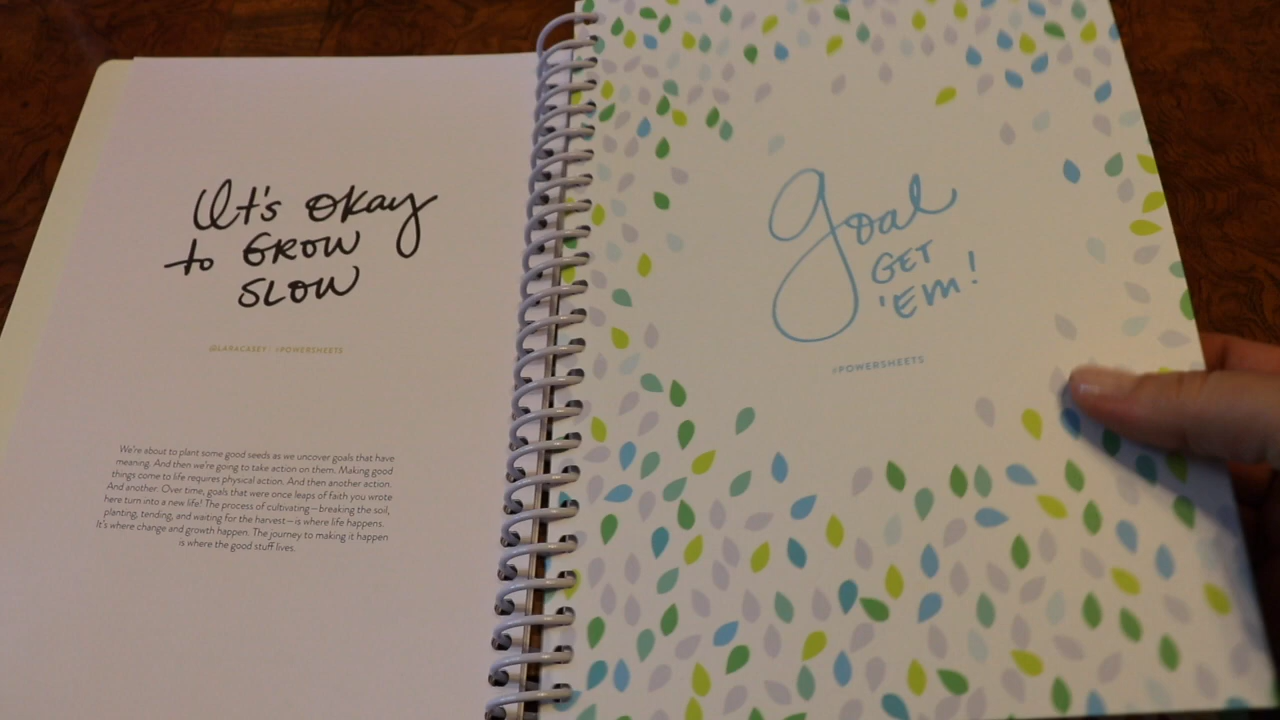 It's okay
to GROW
SLOW
@LARACASEY | #POWERSHEETS
We're about to plant some good seeds as we uncover goals that have
meaning. And then we're going to take action on them. Making good
things come to life requires physical action. And then another action.
And another. Over time, goals that were once leaps of faith you wrote
here turn into a new life! The process of cultivating—breaking the soil,
planting, tending, and waiting for the harvest—is where life happens.
It's where change and growth happen. The journey to making it happen
is where the good stuff lives.
goal
GET
'EM!
#POWERSHEETS